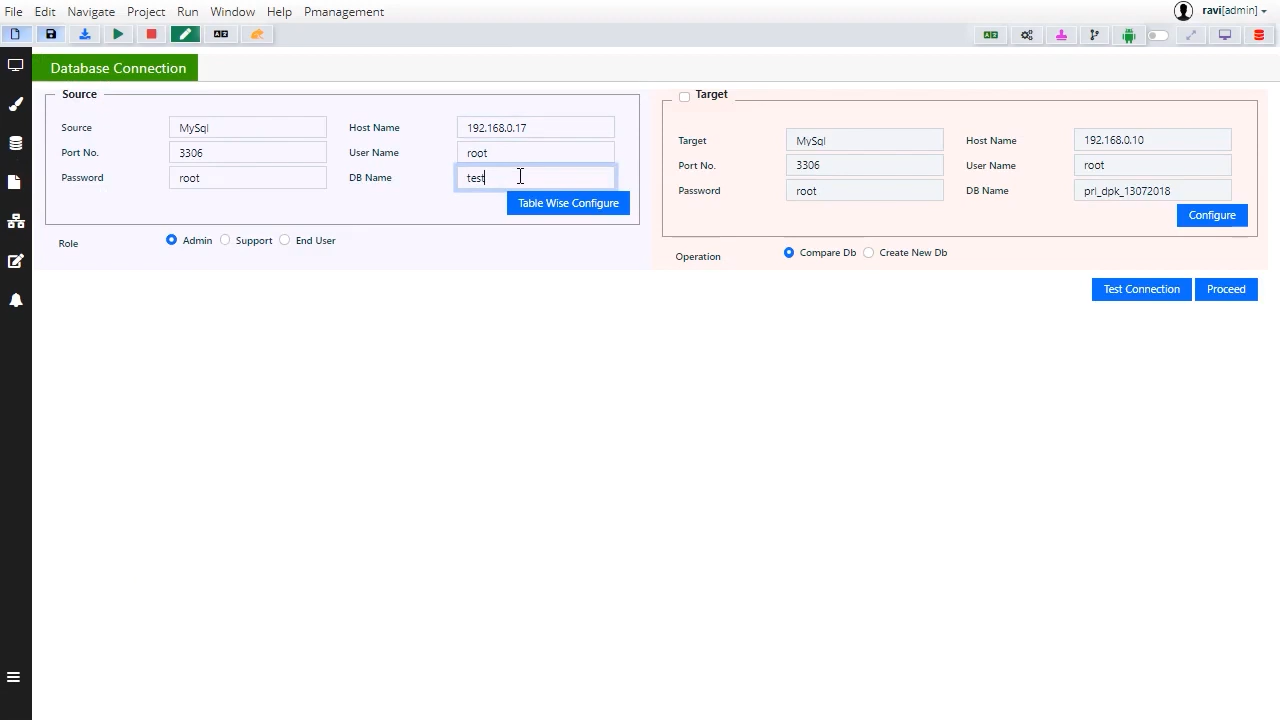 File Edit Navigate Project Run Window Help Pmanagement
ravi[admin]
Database Connection
Source
Source MySql Host Name 192.168.0.17
Port No. 3306 User Name root
Password root DB Name test
Table Wise Configure
Role Admin Support End User
Target
Target MySql Host Name 192.168.0.10
Port No. 3306 User Name root
Password root DB Name prl_dpk_13072018
Configure
Operation Compare Db Create New Db
Test Connection Proceed